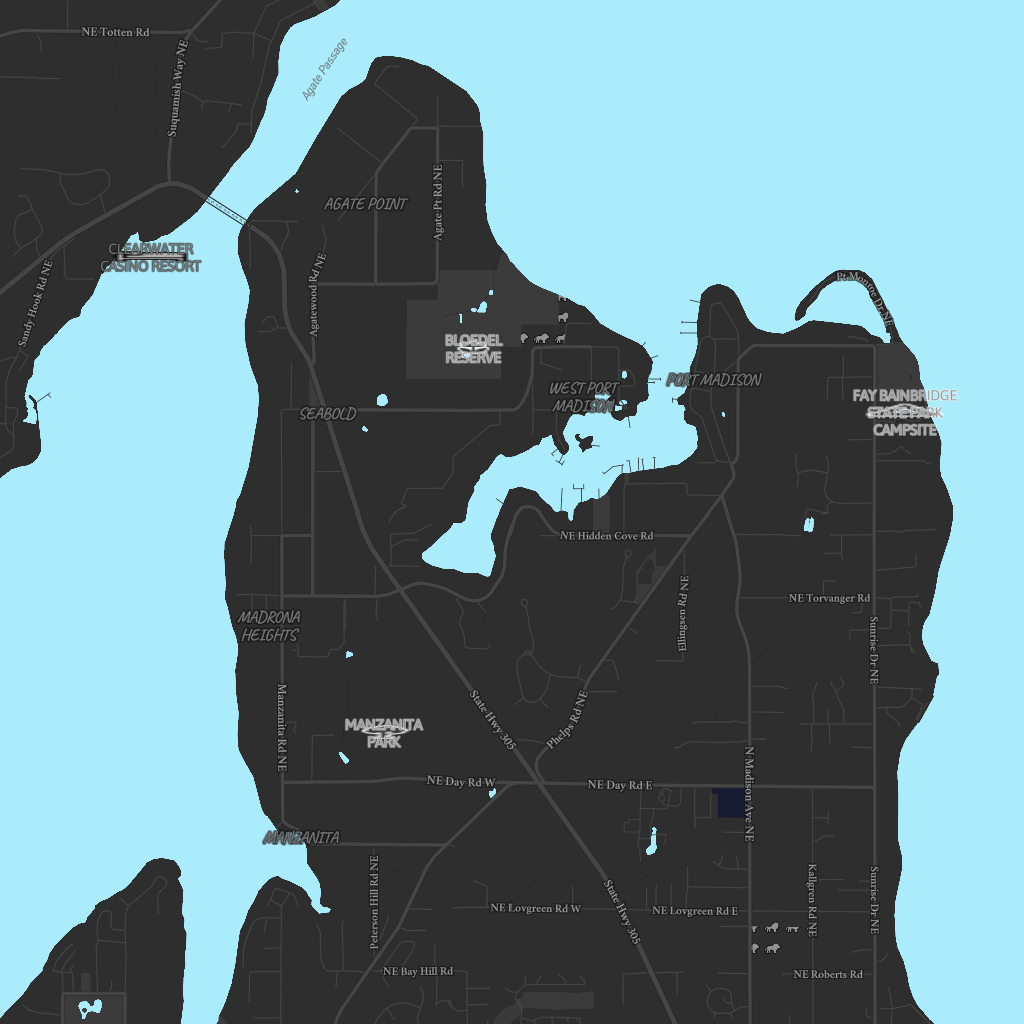 NE Totten Rd
Agate Passage
Suquamish Way NE
Agate Pt Rd NE
AGATE POINT
CLEARWATER
CASINO RESORT
Sandy Hook Rd NE
Agatewood Rd NE
Pt Monroe Dr NE
BLOEDEL
RESERVE
WEST PORT
MADISON
PORT MADISON
FAY BAINBRIDGE
STATE PARK
CAMPSITE
SEABOLD
NE Hidden Cove Rd
Ellingsen Rd NE
NE Torvanger Rd
Sunrise Dr NE
MADRONA
HEIGHTS
Manzanita Rd NE
State Hwy 305
Phelps Rd NE
MANZANITA
PARK
N Madison Ave NE
NE Day Rd W
NE Day Rd E
MANZANITA
Peterson Hill Rd NE
State Hwy 305
Kallgren Rd NE
Sunrise Dr NE
NE Lovgreen Rd W
NE Lovgreen Rd E
NE Bay Hill Rd
NE Roberts Rd